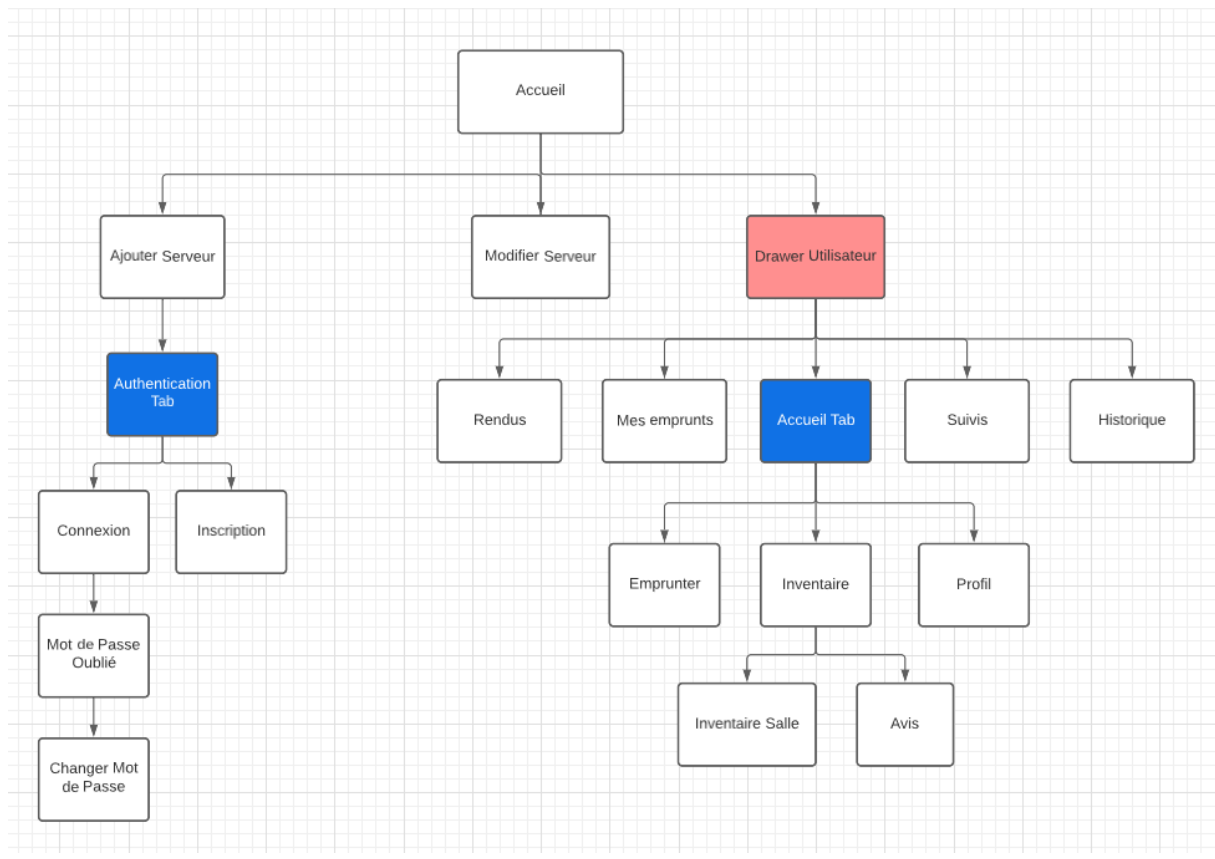 Accueil
Ajouter Serveur
Modifier Serveur
Drawer Utilisateur
Authentication
Tab
Rendus
Mes emprunts
Accueil Tab
Suivis
Historique
Connexion
Inscription
Emprunter
Inventaire
Profil
Mot de Passe
Oublié
Inventaire Salle
Avis
Changer Mot
de Passe